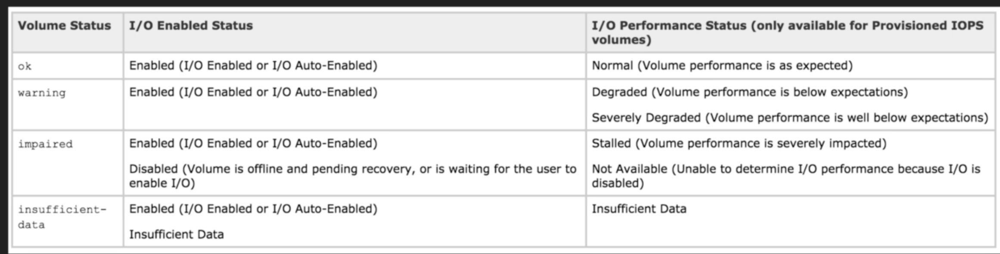 Volume Status
I/O Enabled Status
I/O Performance Status (only available for Provisioned IOPS
volumes)
ok
Enabled (I/O Enabled or I/O Auto-Enabled)
Normal (Volume performance is as expected)
warning
Enabled (I/O Enabled or I/O Auto-Enabled)
Degraded (Volume performance is below expectations)
Severely Degraded (Volume performance is well below expectations)
impaired
Enabled (I/O Enabled or I/O Auto-Enabled)
Disabled (Volume is offline and pending recovery, or is waiting for the user to
enable I/O)
Stalled (Volume performance is severely impacted)
Not Available (Unable to determine I/O performance because I/O is
disabled)
insufficient-
data
Enabled (I/O Enabled or I/O Auto-Enabled)
Insufficient Data
Insufficient Data